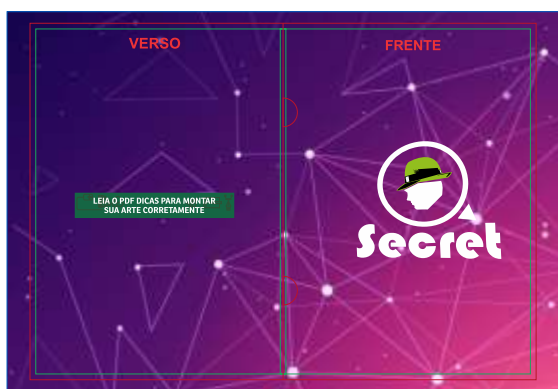 VERSO
FRENTE
LEIA O PDF DICAS PARA MONTAR
SUA ARTE CORRETAMENTE
Secret